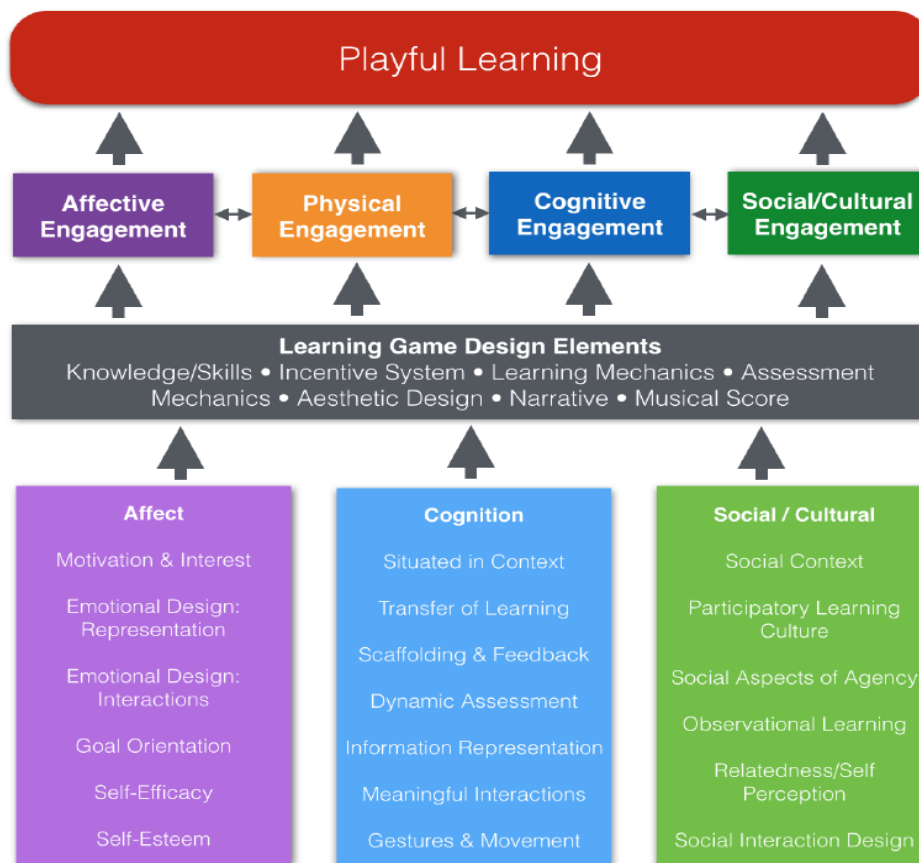 Playful Learning
Affective
Engagement
Physical
Engagement
Cognitive
Engagement
Social/Cultural
Engagement
Learning Game Design Elements
Knowledge/Skills • Incentive System • Learning Mechanics • Assessment
Mechanics • Aesthetic Design • Narrative • Musical Score
Affect
Motivation & Interest
Emotional Design:
Representation
Emotional Design:
Interactions
Goal Orientation
Self-Efficacy
Self-Esteem
Cognition
Situated in Context
Transfer of Learning
Scaffolding & Feedback
Dynamic Assessment
Information Representation
Meaningful Interactions
Gestures & Movement
Social / Cultural
Social Context
Participatory Learning
Culture
Social Aspects of Agency
Observational Learning
Relatedness/Self
Perception
Social Interaction Design